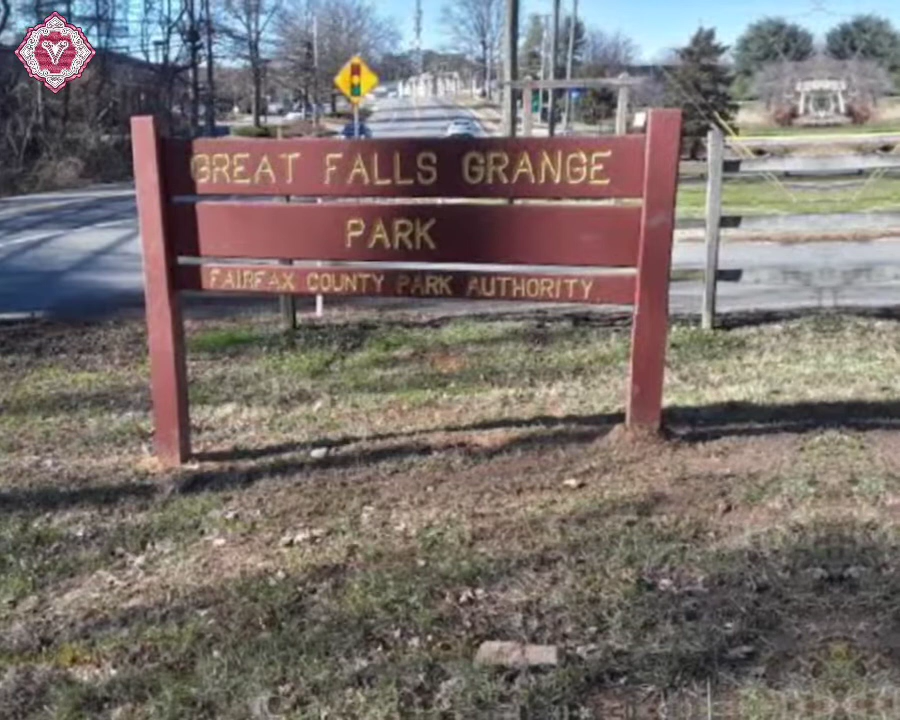 GREAT FALLS GRANGE
PARK
FAIRFAX COUNTY PARK AUTHORITY